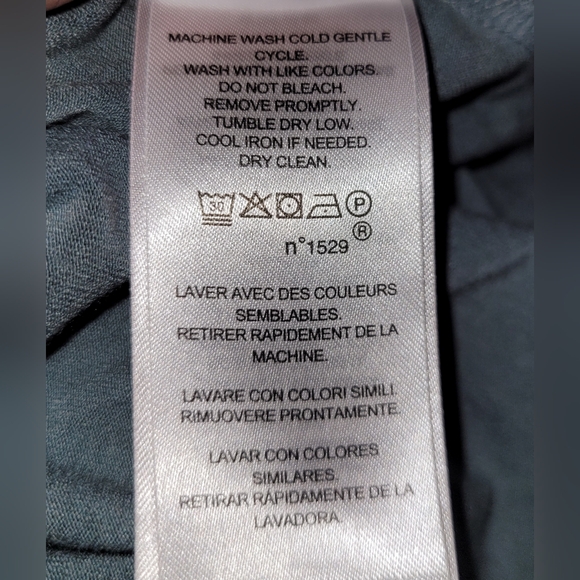 MACHINE WASH COLD GENTLE
CYCLE.
WASH WITH LIKE COLORS.
DO NOT BLEACH.
REMOVE PROMPTLY.
TUMBLE DRY LOW.
COOL IRON IF NEEDED.
DRY CLEAN.
30 P
®
n°1529
LAVER AVEC DES COULEURS
SEMBLABLES.
RETIRER RAPIDEMENT DE LA
MACHINE.
LAVARE CON COLORI SIMILI.
RIMUOVERE PRONTAMENTE.
LAVAR CON COLORES
SIMILARES.
RETIRAR RÁPIDAMENTE DE LA
LAVADORA.